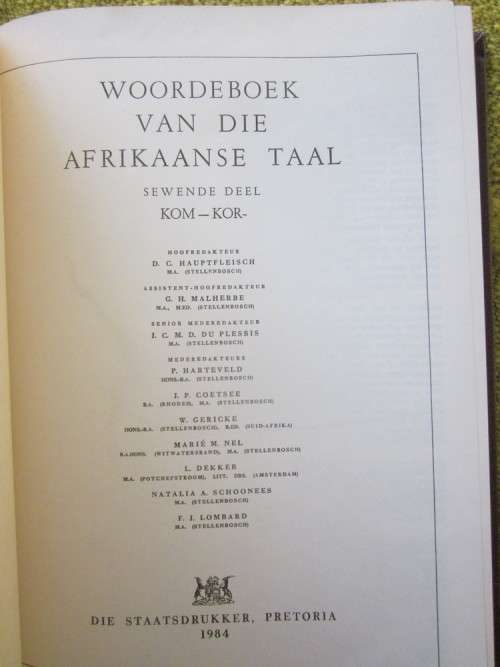 WOORDEBOEK
VAN DIE
AFRIKAANSE TAAL
SEWENDE DEEL
KOM — KOR-
HOOFREDAKTEUR
D. C. HAUPTFLEISCH
M.A. (STELLENBOSCH)
ASSISTENT-HOOFREDAKTEUR
G. H. MALHERBE
M.A., M.ED. (STELLENBOSCH)
SENIOR MEDEREDAKTEUR
I. C. M. D. DU PLESSIS
M.A. (STELLENBOSCH)
MEDEREDAKTEURS
P. HARTEVELD
HONS.-B.A. (STELLENBOSCH)
I. P. COETSEE
B.A. (RHODES), M.A. (STELLENBOSCH)
W. GERICKE
HONS.-B.A. (STELLENBOSCH), B.ED. (SUID-AFRIKA)
MARIÉ M. NEL
B.A.HONS. (WITWATERSRAND), M.A. (STELLENBOSCH)
L. DEKKER
M.A. (POTCHEFSTROOM), LITT. DRS. (AMSTERDAM)
NATALIA A. SCHOONEES
M.A. (STELLENBOSCH)
F. J. LOMBARD
M.A. (STELLENBOSCH)
DIE STAATSDRUKKER, PRETORIA
1984